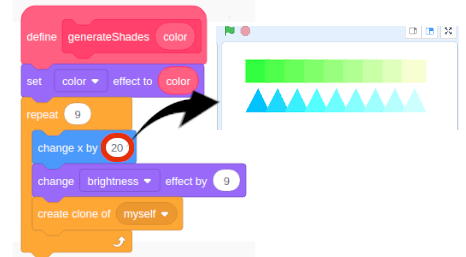 define generateShades color
set color effect to color
repeat 9
change x by 20
change brightness effect by 9
create clone of myself